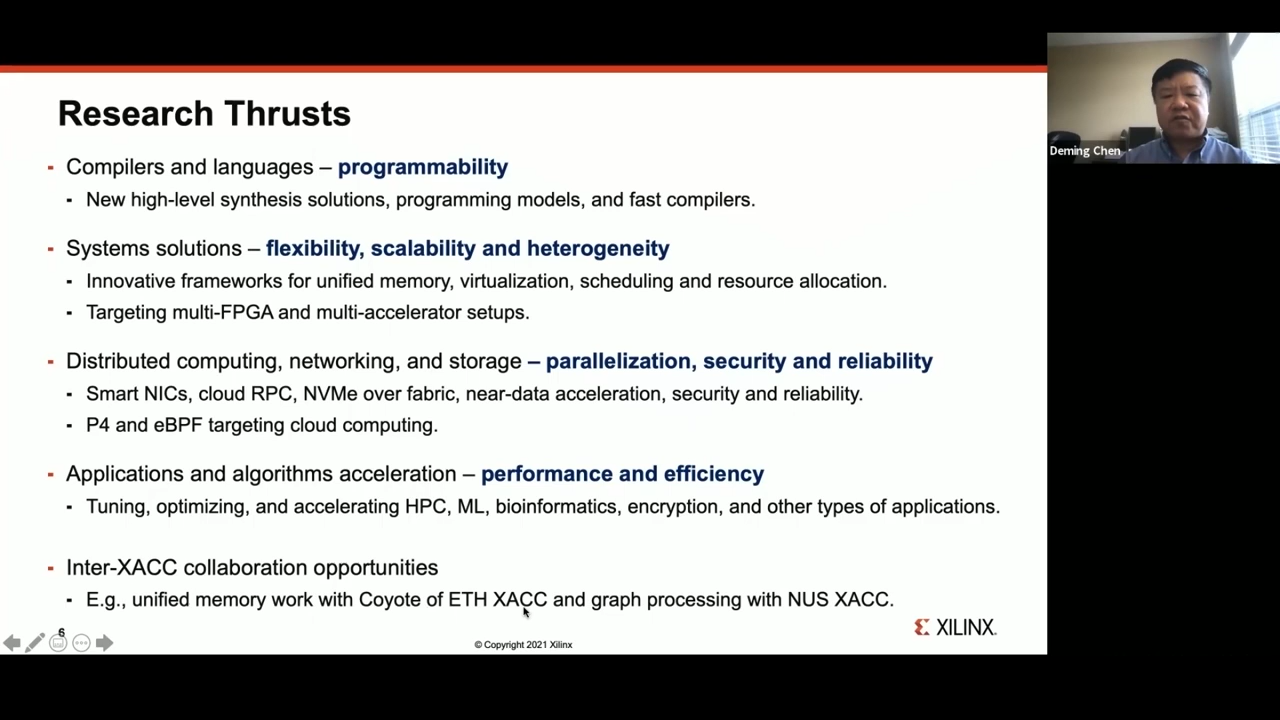 Research Thrusts
- Compilers and languages – programmability
▪ New high-level synthesis solutions, programming models, and fast compilers.
- Systems solutions – flexibility, scalability and heterogeneity
▪ Innovative frameworks for unified memory, virtualization, scheduling and resource allocation.
▪ Targeting multi-FPGA and multi-accelerator setups.
- Distributed computing, networking, and storage – parallelization, security and reliability
▪ Smart NICs, cloud RPC, NVMe over fabric, near-data acceleration, security and reliability.
▪ P4 and eBPF targeting cloud computing.
- Applications and algorithms acceleration – performance and efficiency
▪ Tuning, optimizing, and accelerating HPC, ML, bioinformatics, encryption, and other types of applications.
- Inter-XACC collaboration opportunities
▪ E.g., unified memory work with Coyote of ETH XACC and graph processing with NUS XACC.
6
© Copyright 2021 Xilinx
XILINX.
Deming Chen